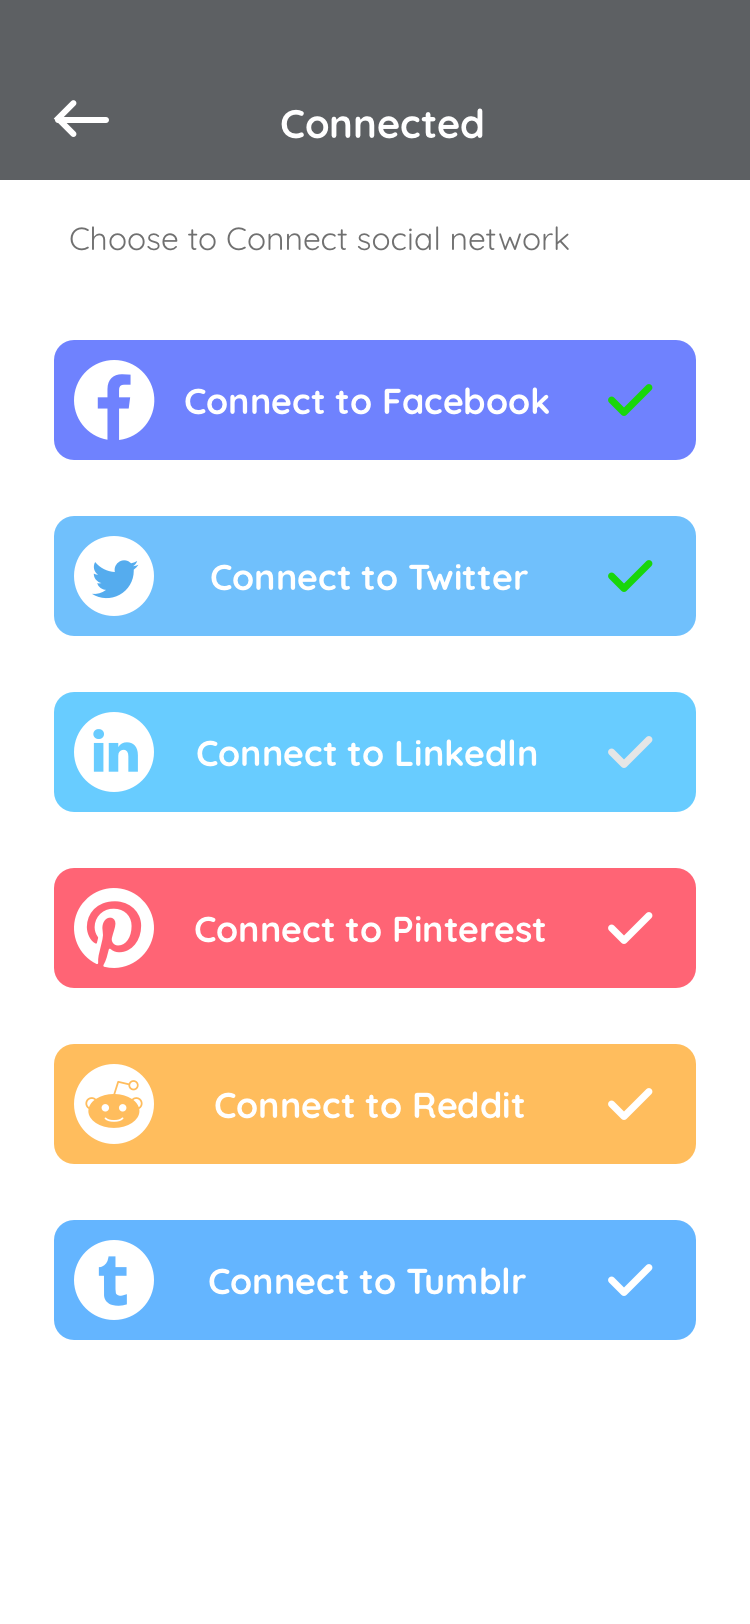 Connected
Choose to Connect social network
Connect to Facebook
Connect to Twitter
in Connect to LinkedIn
Connect to Pinterest
Connect to Reddit
Connect to Tumblr